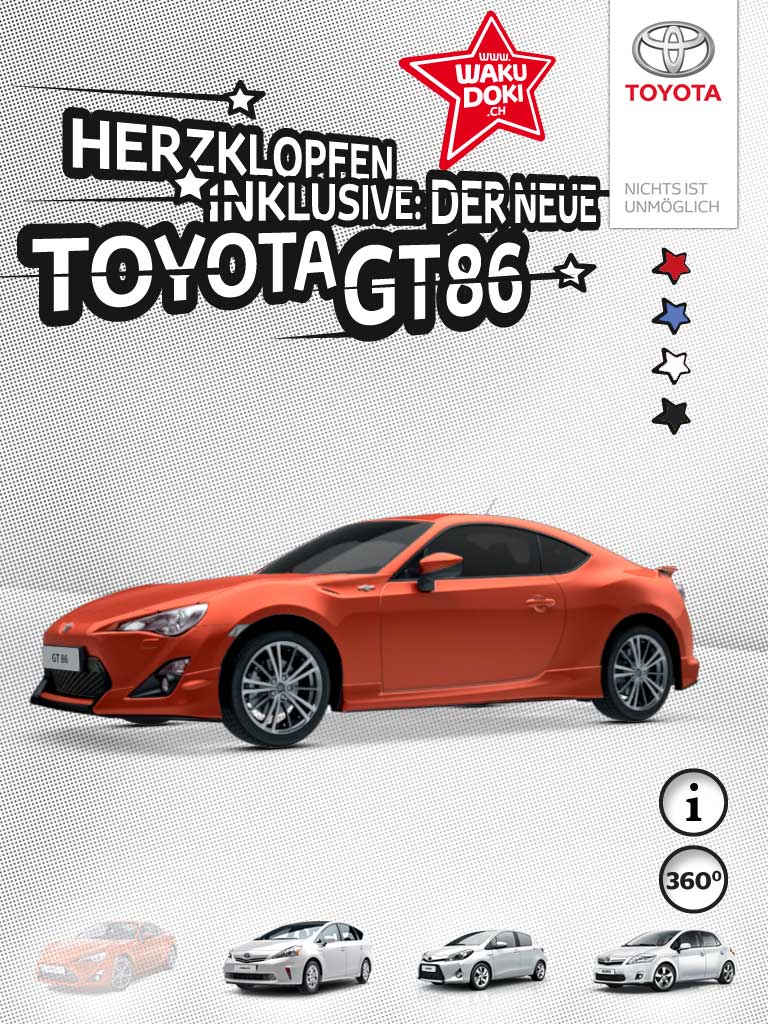 WWW.
WAKU
DOKI
.CH
TOYOTA
HERZKLOPFEN
INKLUSIVE: DER NEUE
TOYOTA GT86
NICHTS IST
UNMÖGLICH
GT 86
i
360°